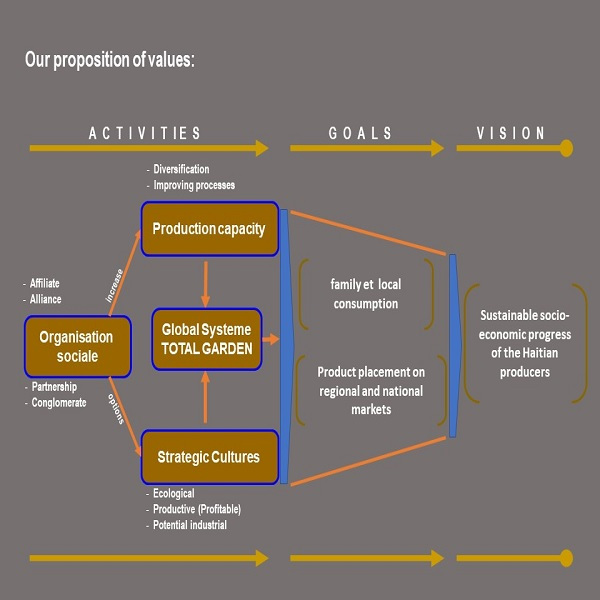 Our proposition of values:
ACTIVITIES
GOALS
VISION
- Diversification
- Improving processes
Production capacity
increase
- Affiliate
- Alliance
Organisation
sociale
- Partnership
- Conglomerate
options
Global Systeme
TOTAL GARDEN
Strategic Cultures
- Ecological
- Productive (Profitable)
- Potential industrial
family et local
consumption
Product placement on
regional and national
markets
Sustainable socio-
economic progress
of the Haitian
producers